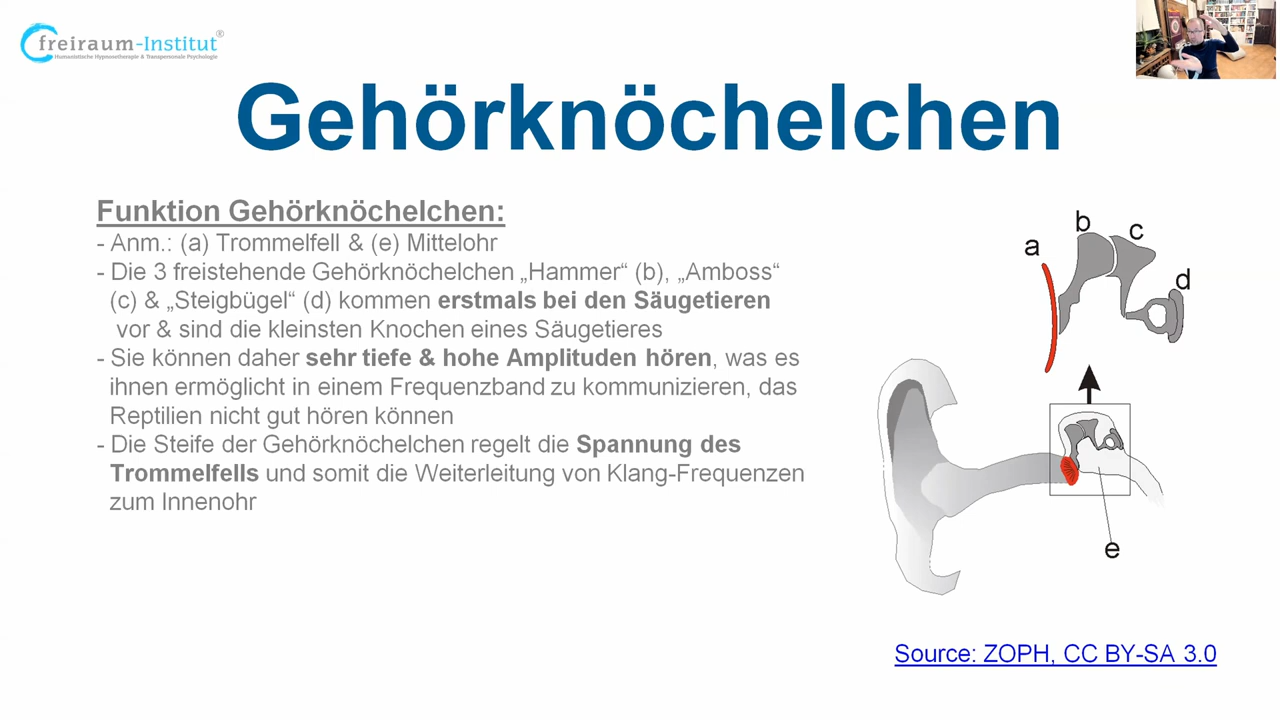 freiraum-Institut®
Humanistische Hypnosetherapie & Transpersonale Psychologie
Gehörknöchelchen
Funktion Gehörknöchelchen:
- Anm.: (a) Trommelfell & (e) Mittelohr
- Die 3 freistehende Gehörknöchelchen „Hammer“ (b), „Amboss“
(c) & „Steigbügel“ (d) kommen erstmals bei den Säugetieren
vor & sind die kleinsten Knochen eines Säugetieres
- Sie können daher sehr tiefe & hohe Amplituden hören, was es
ihnen ermöglicht in einem Frequenzband zu kommunizieren, das
Reptilien nicht gut hören können
- Die Steife der Gehörknöchelchen regelt die Spannung des
Trommelfells und somit die Weiterleitung von Klang-Frequenzen
zum Innenohr
a
b
c
d
e
Source: ZOPH, CC BY-SA 3.0